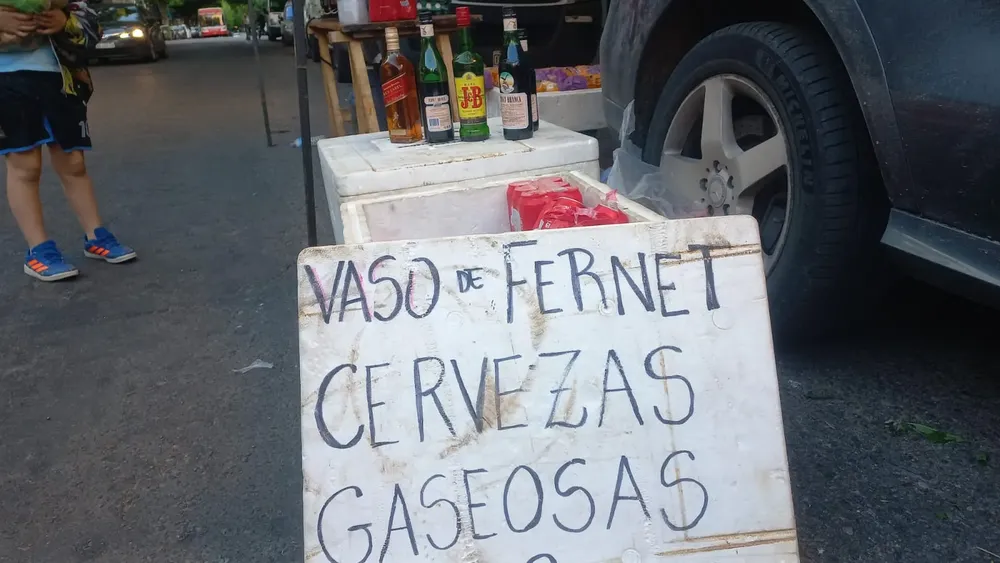 J&B
VASO DE FERNET
CERVEZAS
GASEOSAS